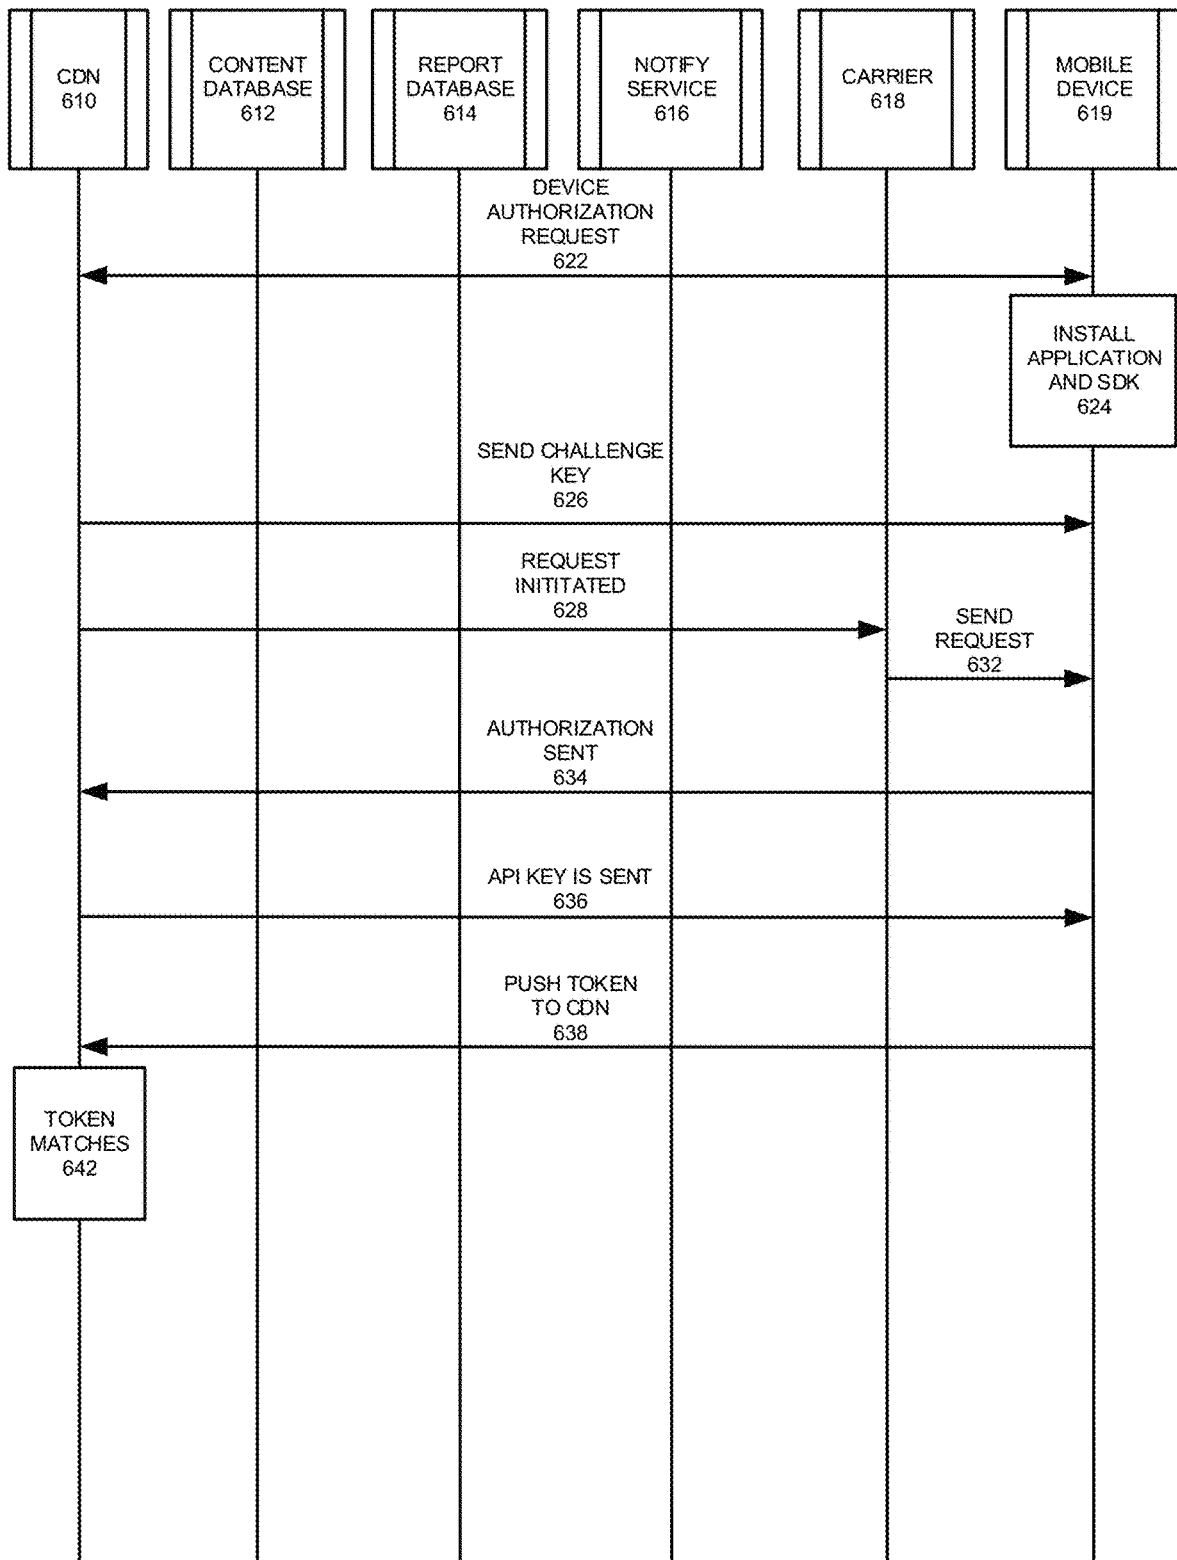 CDN
610
CONTENT
DATABASE
612
REPORT
DATABASE
614
NOTIFY
SERVICE
616
CARRIER
618
MOBILE
DEVICE
619
DEVICE
AUTHORIZATION
REQUEST
622
INSTALL
APPLICATION
AND SDK
624
SEND CHALLENGE
KEY
626
REQUEST
INITITATED
628
SEND
REQUEST
632
AUTHORIZATION
SENT
634
API KEY IS SENT
636
PUSH TOKEN
TO CDN
638
TOKEN
MATCHES
642